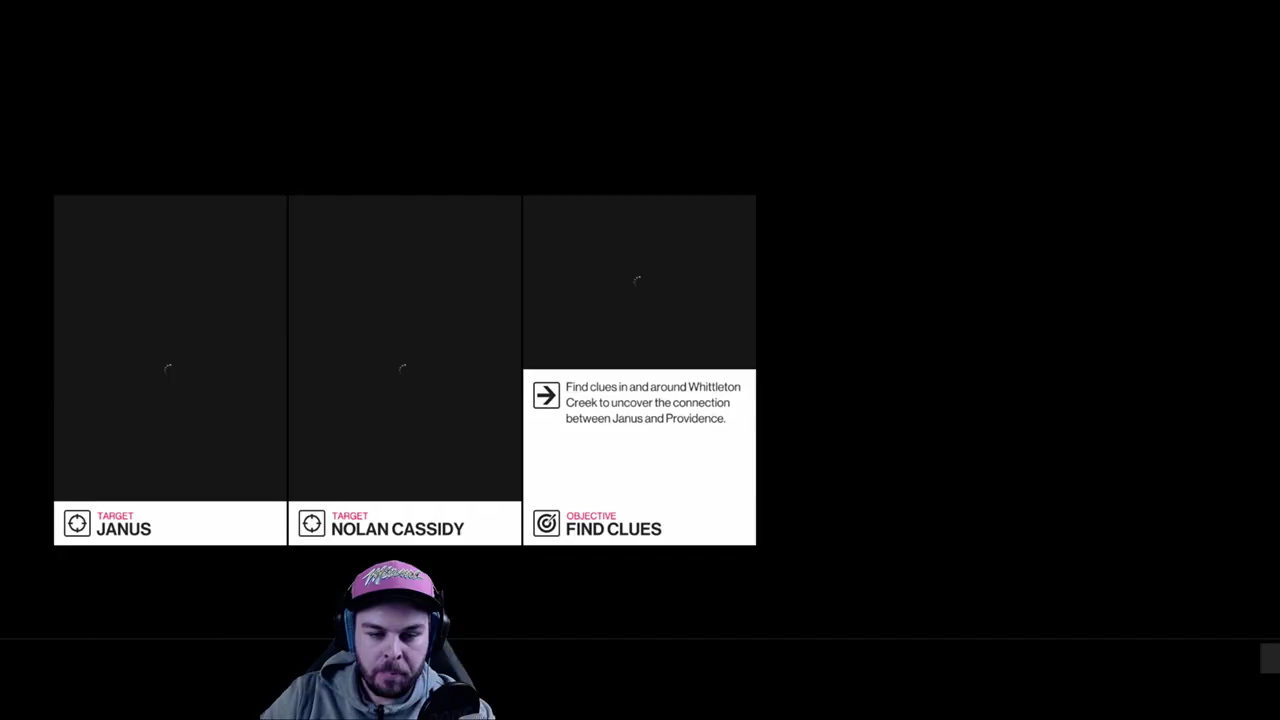 Find clues in and around Whittleton
Creek to uncover the connection
between Janus and Providence.
TARGET
JANUS
TARGET
NOLAN CASSIDY
OBJECTIVE
FIND CLUES